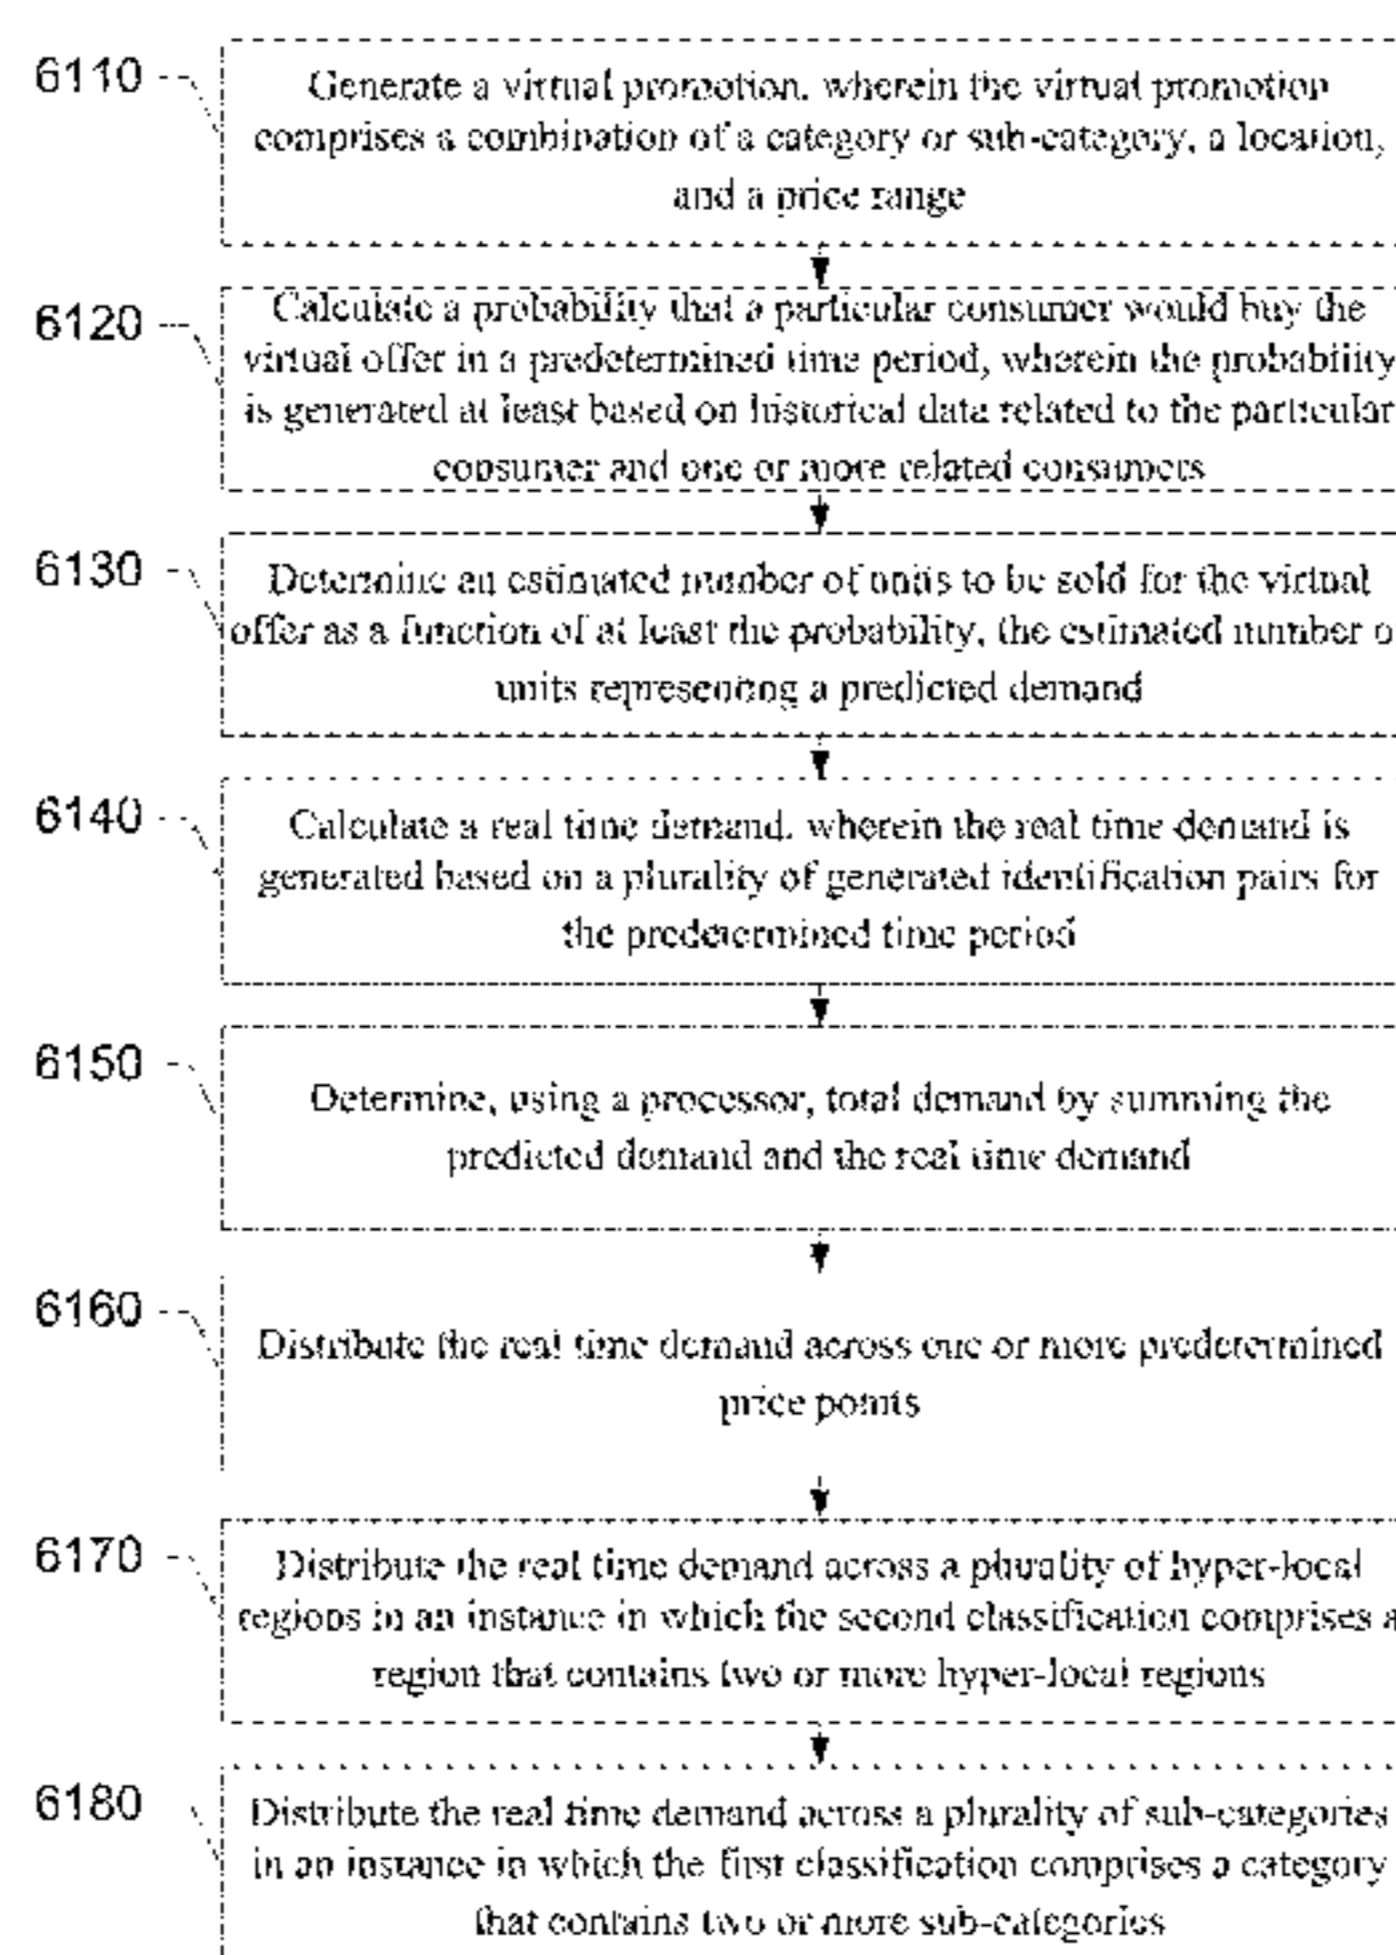 6110
Generate a virtual promotion, wherein the virtual promotion
comprises a combination of a category or sub-category, a location,
and a price range
6120
Calculate a probability that a particular consumer would buy the
virtual offer in a predetermined time period, wherein the probability
is generated at least based on historical data related to the particular
consumer and one or more related consumers
6130
Determine an estimated number of units to be sold for the virtual
offer as a function of at least the probability, the estimated number o
units representing a predicted demand
6140
Calculate a real time demand, wherein the real time demand is
generated based on a plurality of generated identification pairs for
the predetermined time period
6150
Determine, using a processor, total demand by summing the
predicted demand and the real time demand
6160
Distribute the real time demand across one or more predetermined
price points
6170
Distribute the real time demand across a plurality of hyper-local
regions in an instance in which the second classification comprises a
region that contains two or more hyper-local regions
6180
Distribute the real time demand across a plurality of sub-categories
in an instance in which the first classification comprises a category
that contains two or more sub-categories